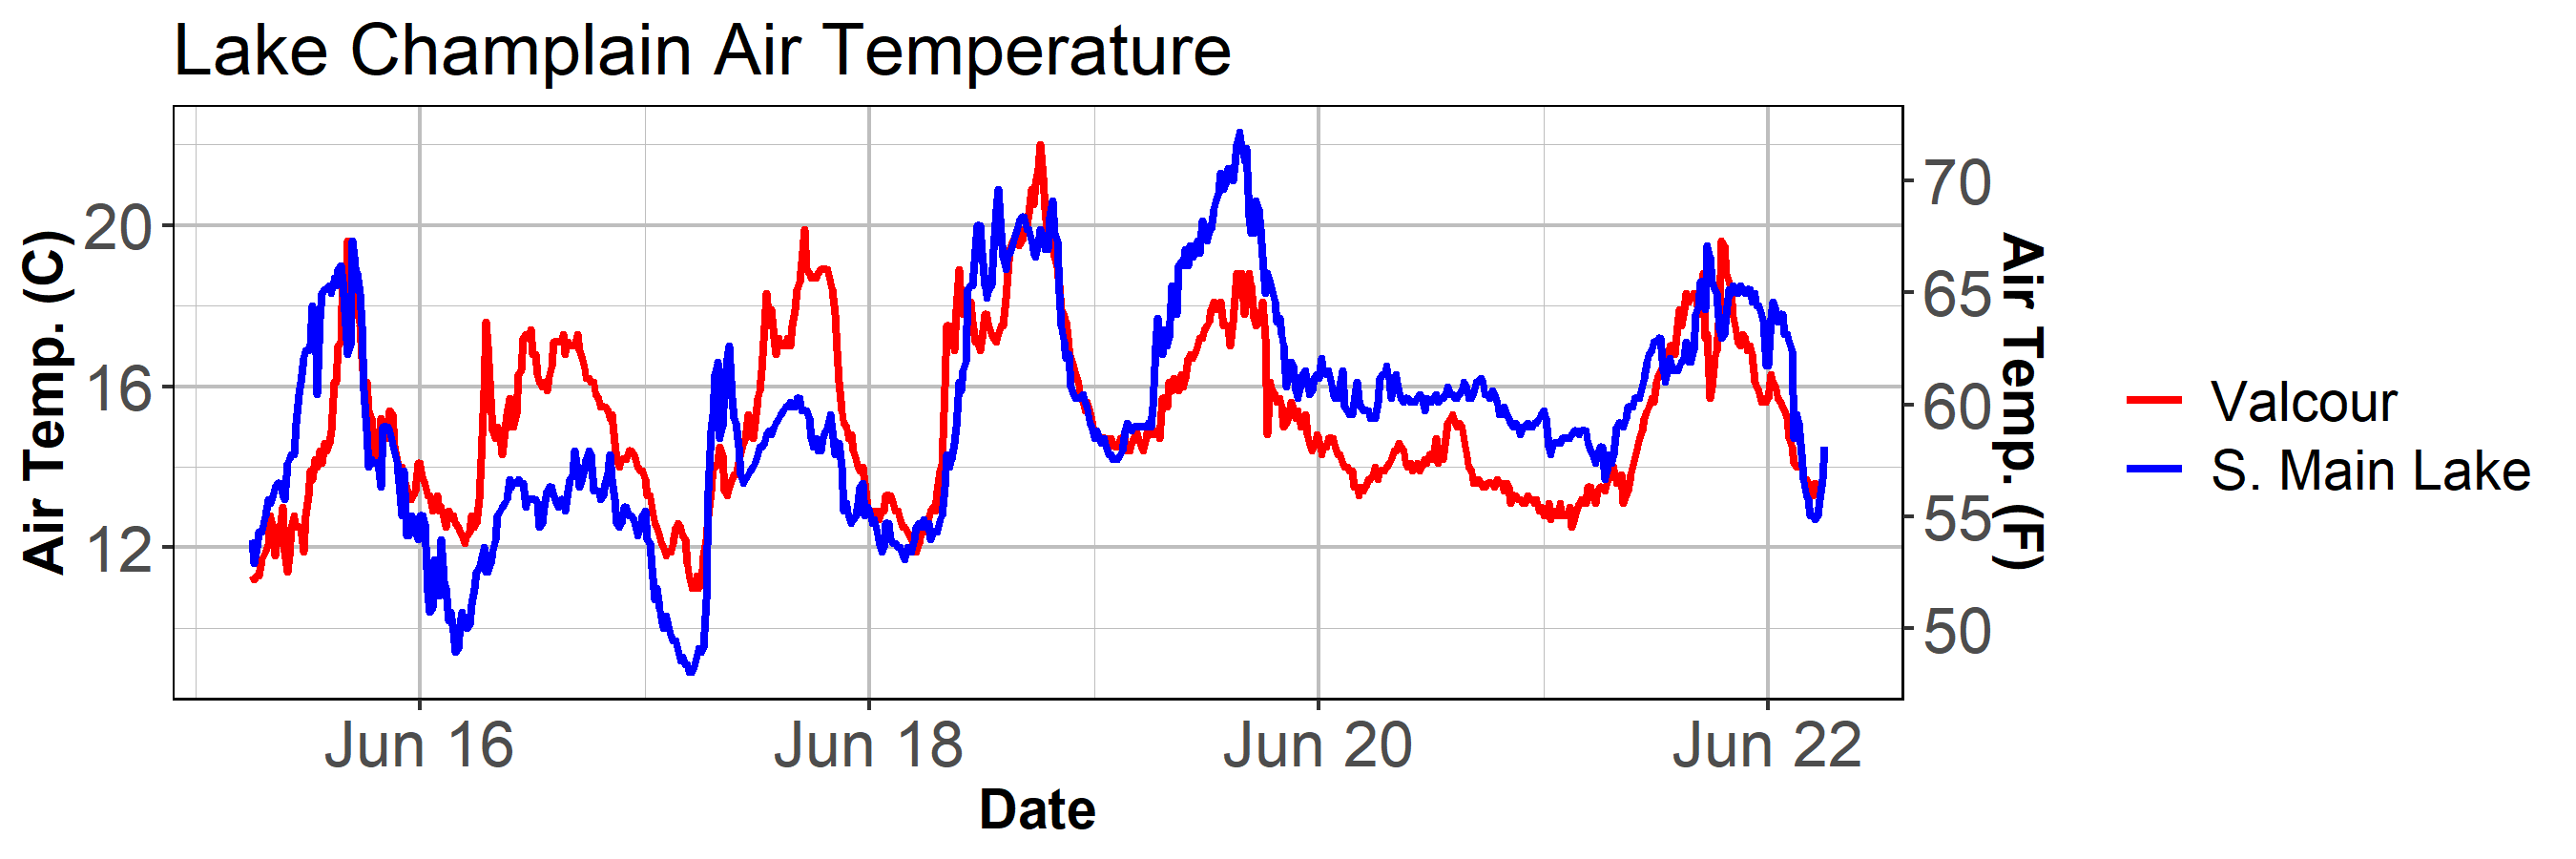 Lake Champlain Air Temperature
Air Temp. (C)
20
16
12
70
65
60
55
50
Air Temp. (F)
Jun 16 Jun 18 Jun 20 Jun 22
Date
Valcour
S. Main Lake